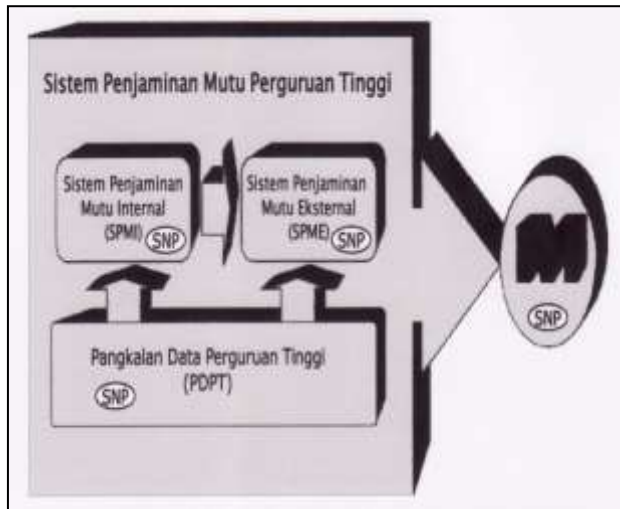 Sistem Penjaminan Mutu Perguruan Tinggi
Sistem Penjaminan
Mutu Internal
(SPMI)
SNP
Sistem Penjaminan
Mutu Eksternal
(SPME)
SNP
Pangkalan Data Perguruan Tinggi
(PDPT)
SNP
M
SNP